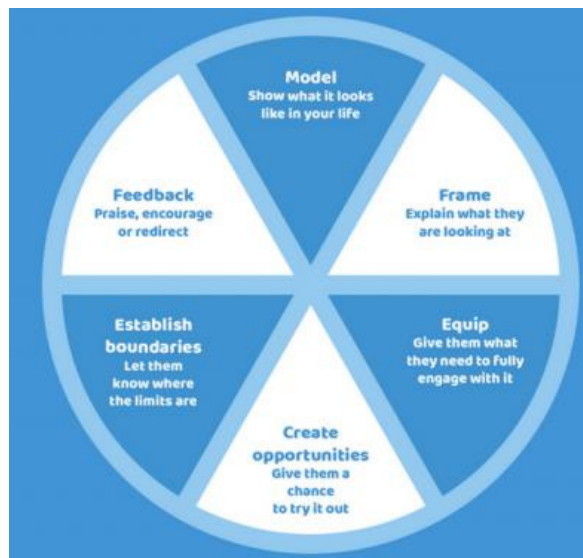 Model
Show what it looks
like in your life
Frame
Explain what they
are looking at
Equip
Give them what
they need to fully
engage with it
Create
opportunities
Give them a
chance
to try it out
Establish
boundaries
Let them
know where
the limits are
Feedback
Praise, encourage
or redirect